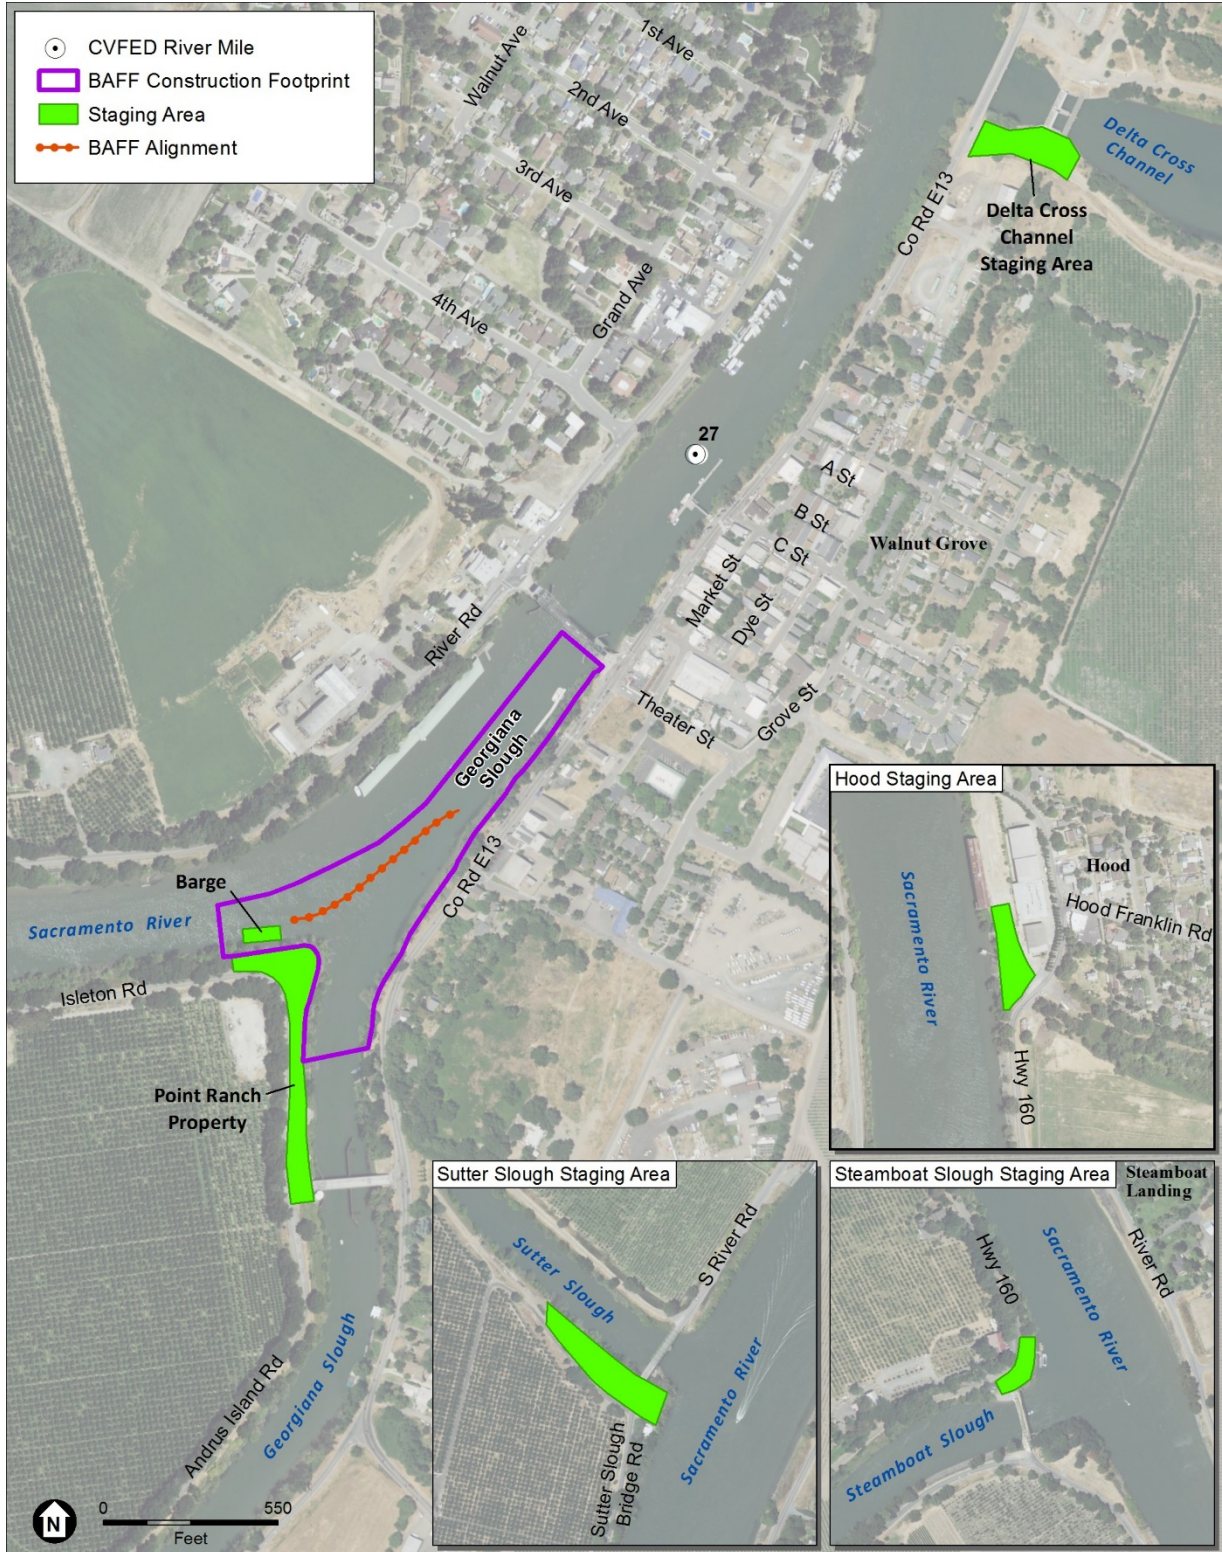 CVFED River Mile
BAFF Construction Footprint
Staging Area
BAFF Alignment
Walnut Ave
1st Ave
2nd Ave
3rd Ave
4th Ave
Grand Ave
Co Rd E13
Delta Cross
Channel
Delta Cross
Channel
Staging Area
27
A St
B St
C St
Walnut Grove
Market St
Dye St
River Rd
Theater St
Grove St
Georgiana
Slough
Co Rd E13
Barge
Sacramento River
Isleton Rd
Point Ranch
Property
Andrus Island Rd
Georgiana Slough
0
550
Feet
N
Hood Staging Area
Hood
Hood Franklin Rd
Sacramento River
Hwy 160
Sutter Slough Staging Area
Sutter Slough
S River Rd
Sacramento River
Sutter Slough
Bridge Rd
Steamboat Slough Staging Area
Steamboat
Landing
Hwy 160
Sacramento River
River Rd
Steamboat Slough